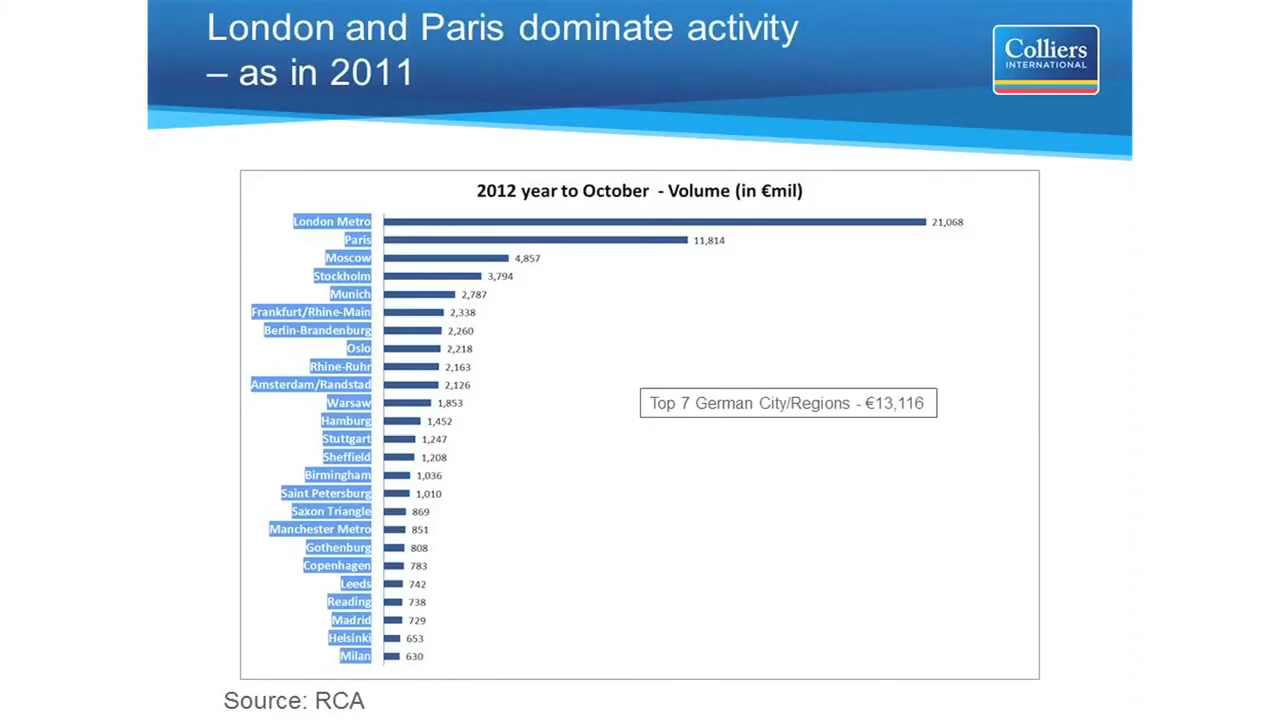 London and Paris dominate activity
– as in 2011
Colliers
INTERNATIONAL
2012 year to October - Volume (in €mil)
London Metro 21,068
Paris 11,814
Moscow 4,857
Stockholm 3,794
Munich 2,787
Frankfurt/Rhine-Main 2,338
Berlin-Brandenburg 2,260
Oslo 2,218
Rhine-Ruhr 2,163
Amsterdam/Randstad 2,126
Warsaw 1,853
Top 7 German City/Regions - €13,116
Hamburg 1,452
Stuttgart 1,247
Sheffield 1,208
Birmingham 1,036
Saint Petersburg 1,010
Saxon Triangle 869
Manchester Metro 851
Gothenburg 808
Copenhagen 783
Leeds 742
Reading 738
Madrid 729
Helsinki 653
Milan 630
Source: RCA